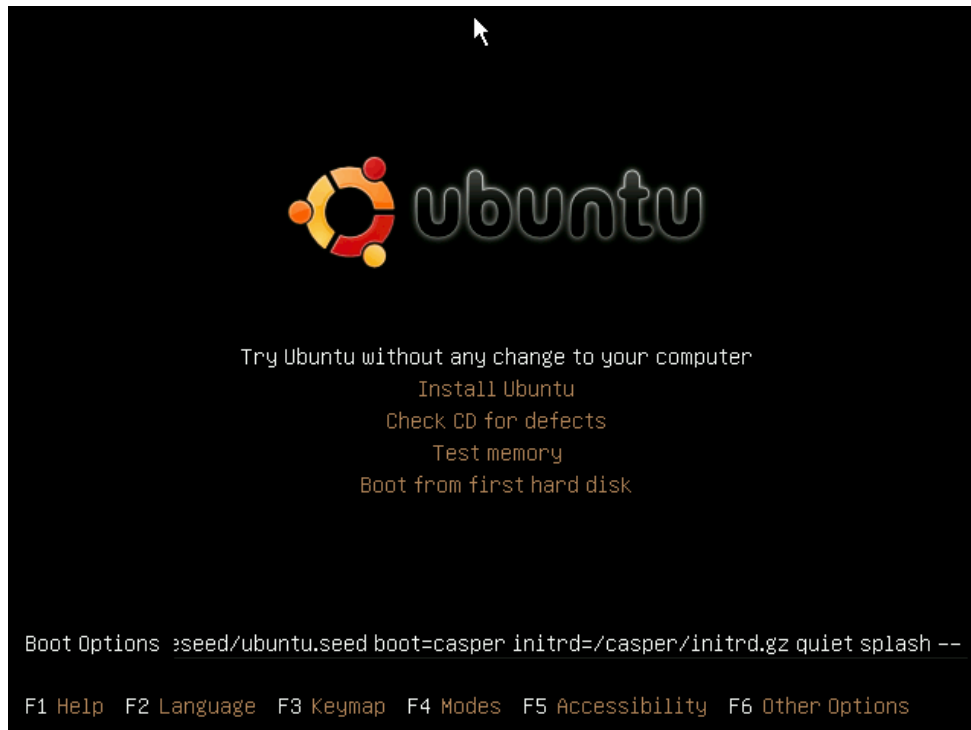 ubuntu
Try Ubuntu without any change to your computer
Install Ubuntu
Check CD for defects
Test memory
Boot from first hard disk
Boot Options eseed/ubuntu.seed boot=casper initrd=/casper/initrd.gz quiet splash --
F1 Help F2 Language F3 Keymap F4 Modes F5 Accessibility F6 Other Options